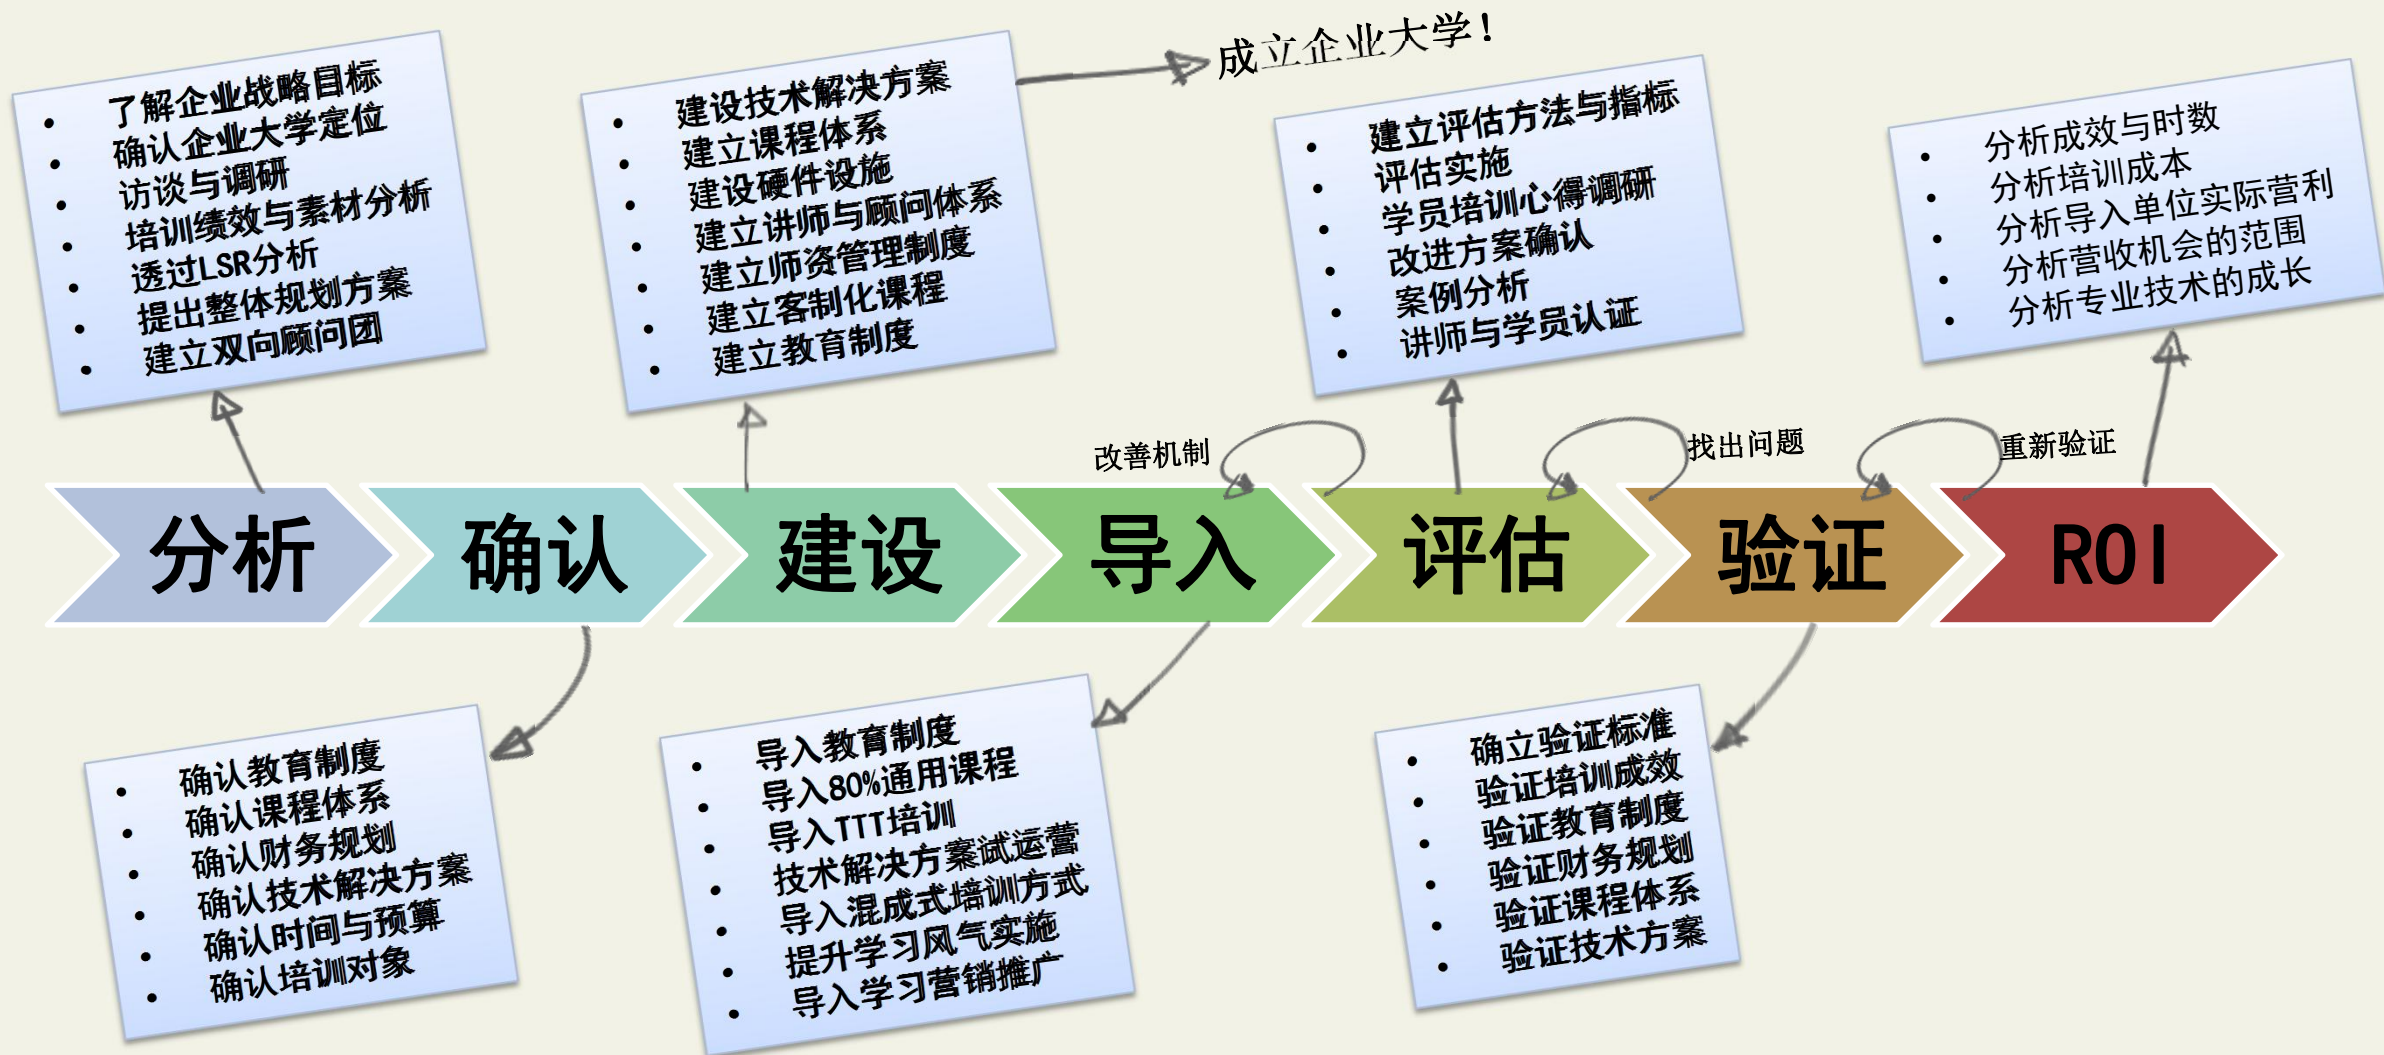 成立企业大学！
了解企业战略目标
确认企业大学定位
访谈与调研
培训绩效与素材分析
透过LSR分析
提出整体规划方案
建立双向顾问团
建设技术解决方案
建立课程体系
建设硬件设施
建立讲师与顾问体系
建立师资管理制度
建立客制化课程
建立教育制度
建立评估方法与指标
评估实施
学员培训心得调研
改进方案确认
案例分析
讲师与学员认证
分析成效与时数
分析培训成本
分析导入单位实际营利
分析营收机会的范围
分析专业技术的成长
改善机制
找出问题
重新验证
分析
确认
建设
导入
评估
验证
ROI
确认教育制度
确认课程体系
确认财务规划
确认技术解决方案
确认时间与预算
确认培训对象
导入教育制度
导入80%通用课程
导入TTT培训
技术解决方案试运营
导入混成式培训方式
提升学习风气实施
导入学习营销推广
确立验证标准
验证培训成效
验证教育制度
验证财务规划
验证课程体系
验证技术方案